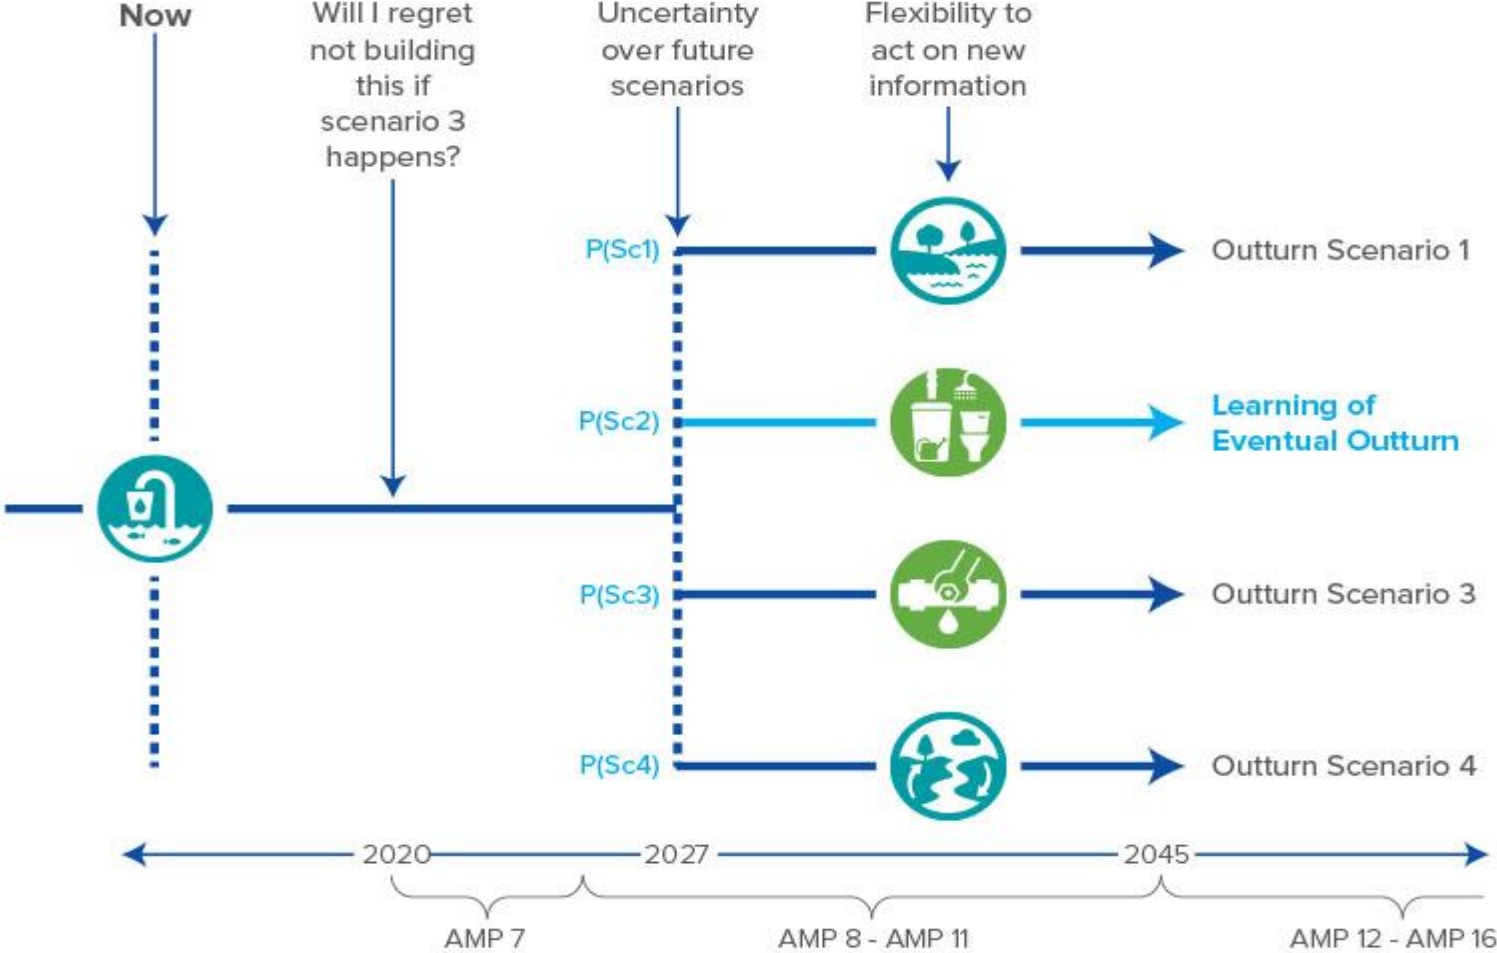 Now
Will I regret
not building
this if
scenario 3
happens?
Uncertainty
over future
scenarios
Flexibility to
act on new
information
P(Sc1)
Outturn Scenario 1
P(Sc2)
Learning of
Eventual Outturn
P(Sc3)
Outturn Scenario 3
P(Sc4)
Outturn Scenario 4
2020
2027
2045
AMP 7
AMP 8 - AMP 11
AMP 12 - AMP 16